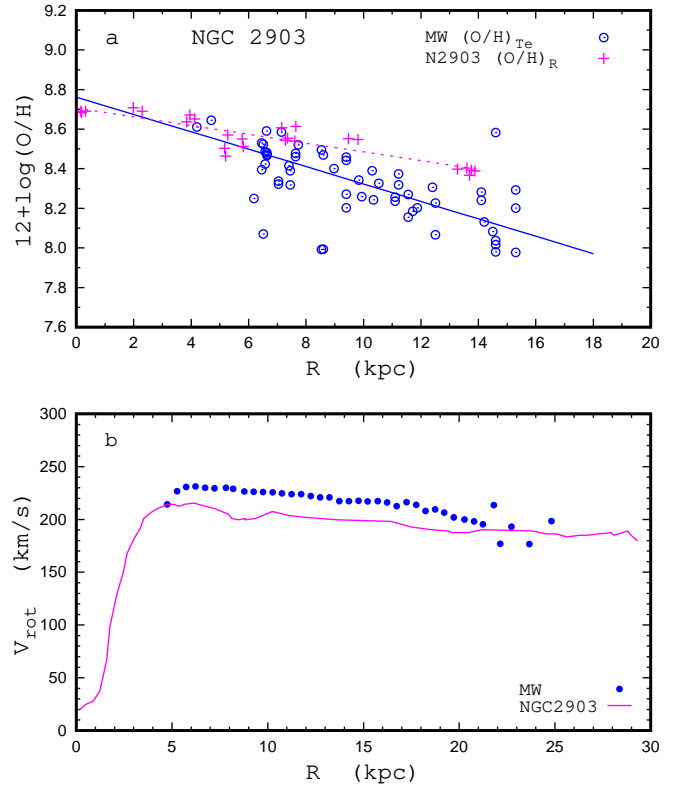 a NGC 2903
MW (O/H)Te
N2903 (O/H)R
12+log(O/H)
9.2
9.0
8.8
8.6
8.4
8.2
8.0
7.8
7.6
0 2 4 6 8 10 12 14 16 18 20
R (kpc)
b
Vrot (km/s)
300
250
200
150
100
50
0
MW
NGC2903
0 5 10 15 20 25 30
R (kpc)